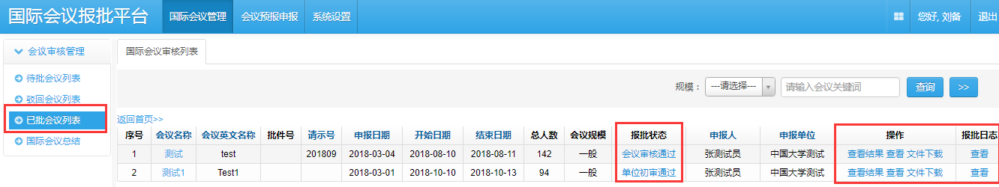 国际会议报批平台 国际会议管理 会议预报申报 系统设置 您好, 刘备 退出
会议审核管理 国际会议审核列表
待批会议列表 规模： ---请选择--- 请输入会议关键词 查询 >>
驳回会议列表
已批会议列表 返回首页>>
国际会议总结
序号 会议名称 会议英文名称 批件号 请示号 申报日期 开始日期 结束日期 总人数 会议规模 报批状态 申报人 申报单位 操作 报批日志
1 测试 test 201809 2018-03-04 2018-08-10 2018-08-11 142 一般 会议审核通过 张测试员 中国大学测试 查看结果 查看 文件下载 查看
2 测试1 Test1 2018-03-01 2018-10-10 2018-10-13 94 一般 单位初审通过 张测试员 中国大学测试 查看结果 查看 文件下载 查看